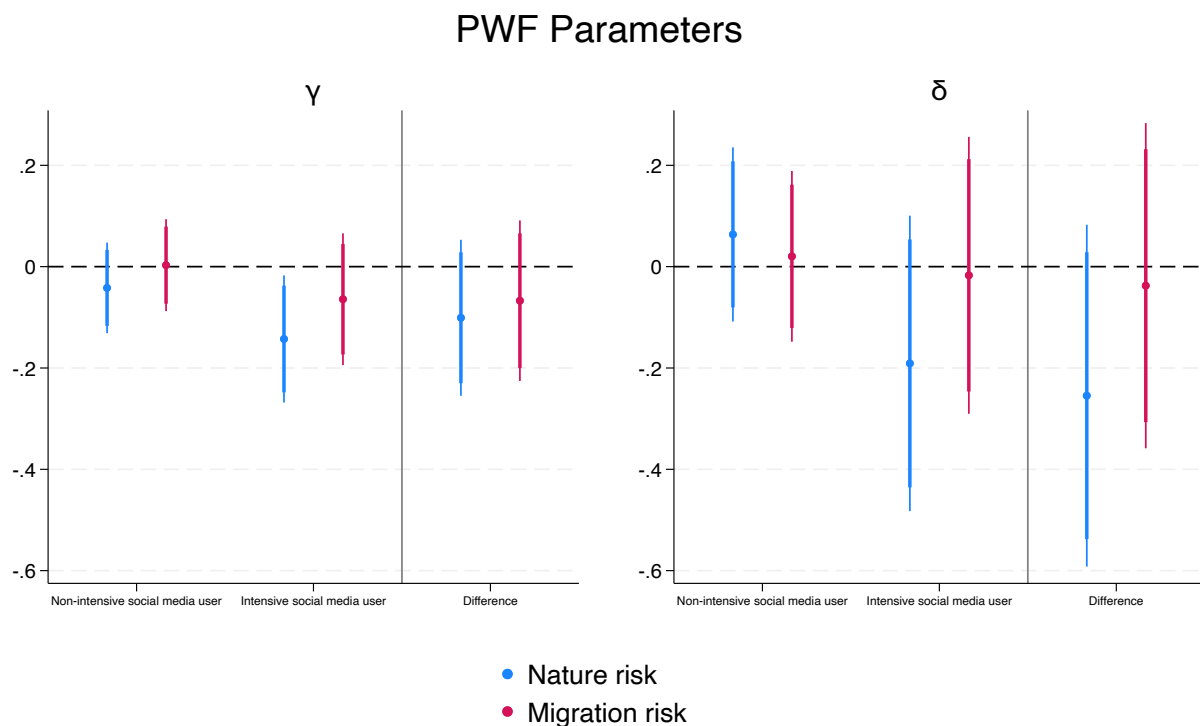 PWF Parameters
γ
.2
0
-.2
-.4
-.6
Non-intensive social media user
Intensive social media user
Difference
δ
.2
0
-.2
-.4
-.6
Non-intensive social media user
Intensive social media user
Difference
Nature risk
Migration risk